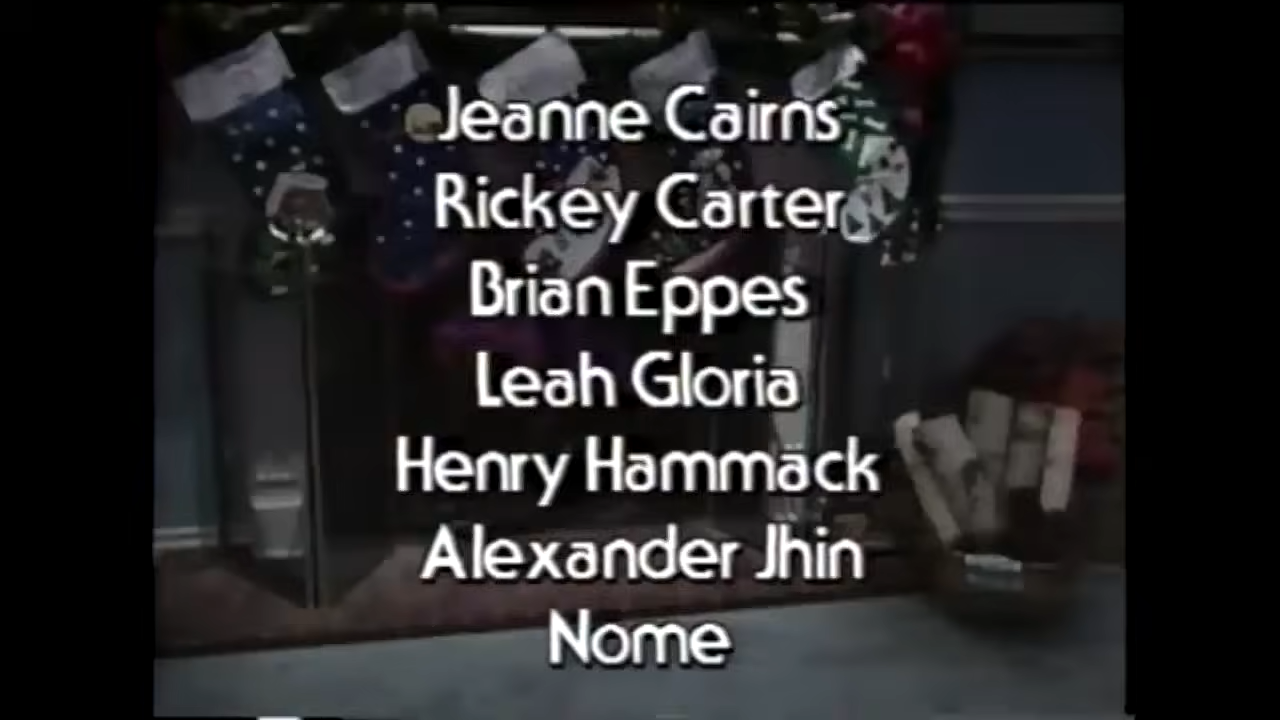 Jeanne Cairns
Rickey Carter
Brian Eppes
Leah Gloria
Henry Hammack
Alexander Jhin
Nome